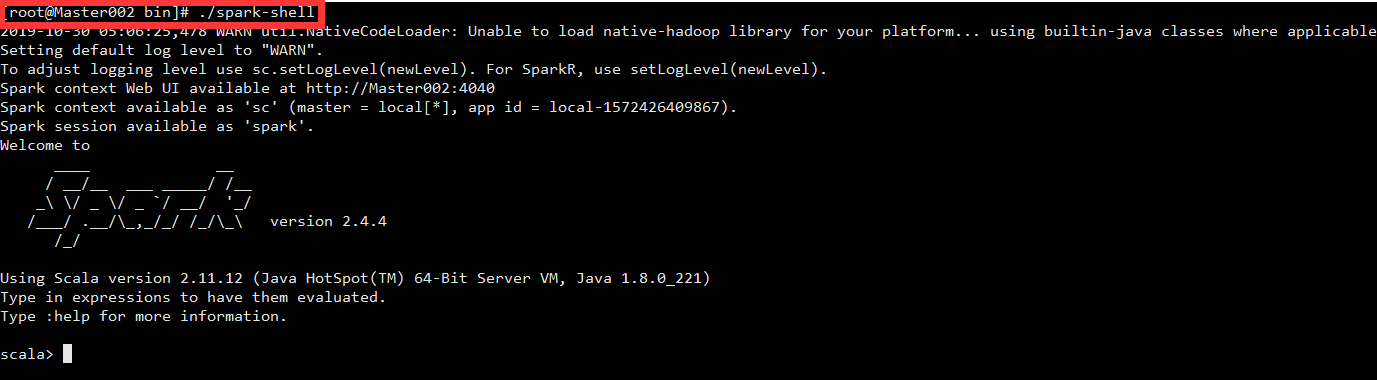 [root@Master002 bin]# ./spark-shell
2019-10-30 05:06:25,478 WARN util.NativeCodeLoader: Unable to load native-hadoop library for your platform... using builtin-java classes where applicable
Setting default log level to "WARN".
To adjust logging level use sc.setLogLevel(newLevel). For SparkR, use setLogLevel(newLevel).
Spark context Web UI available at http://Master002:4040
Spark context available as 'sc' (master = local[*], app id = local-1572426409867).
Spark session available as 'spark'.
Welcome to
      ____              __
     / __/__  ___ _____/ /__
    _\ \/ _ \/ _ `/ __/  '_/
   /___/ .__/\_,_/_/ /_/\_\   version 2.4.4
      /_/
Using Scala version 2.11.12 (Java HotSpot(TM) 64-Bit Server VM, Java 1.8.0_221)
Type in expressions to have them evaluated.
Type :help for more information.
scala>